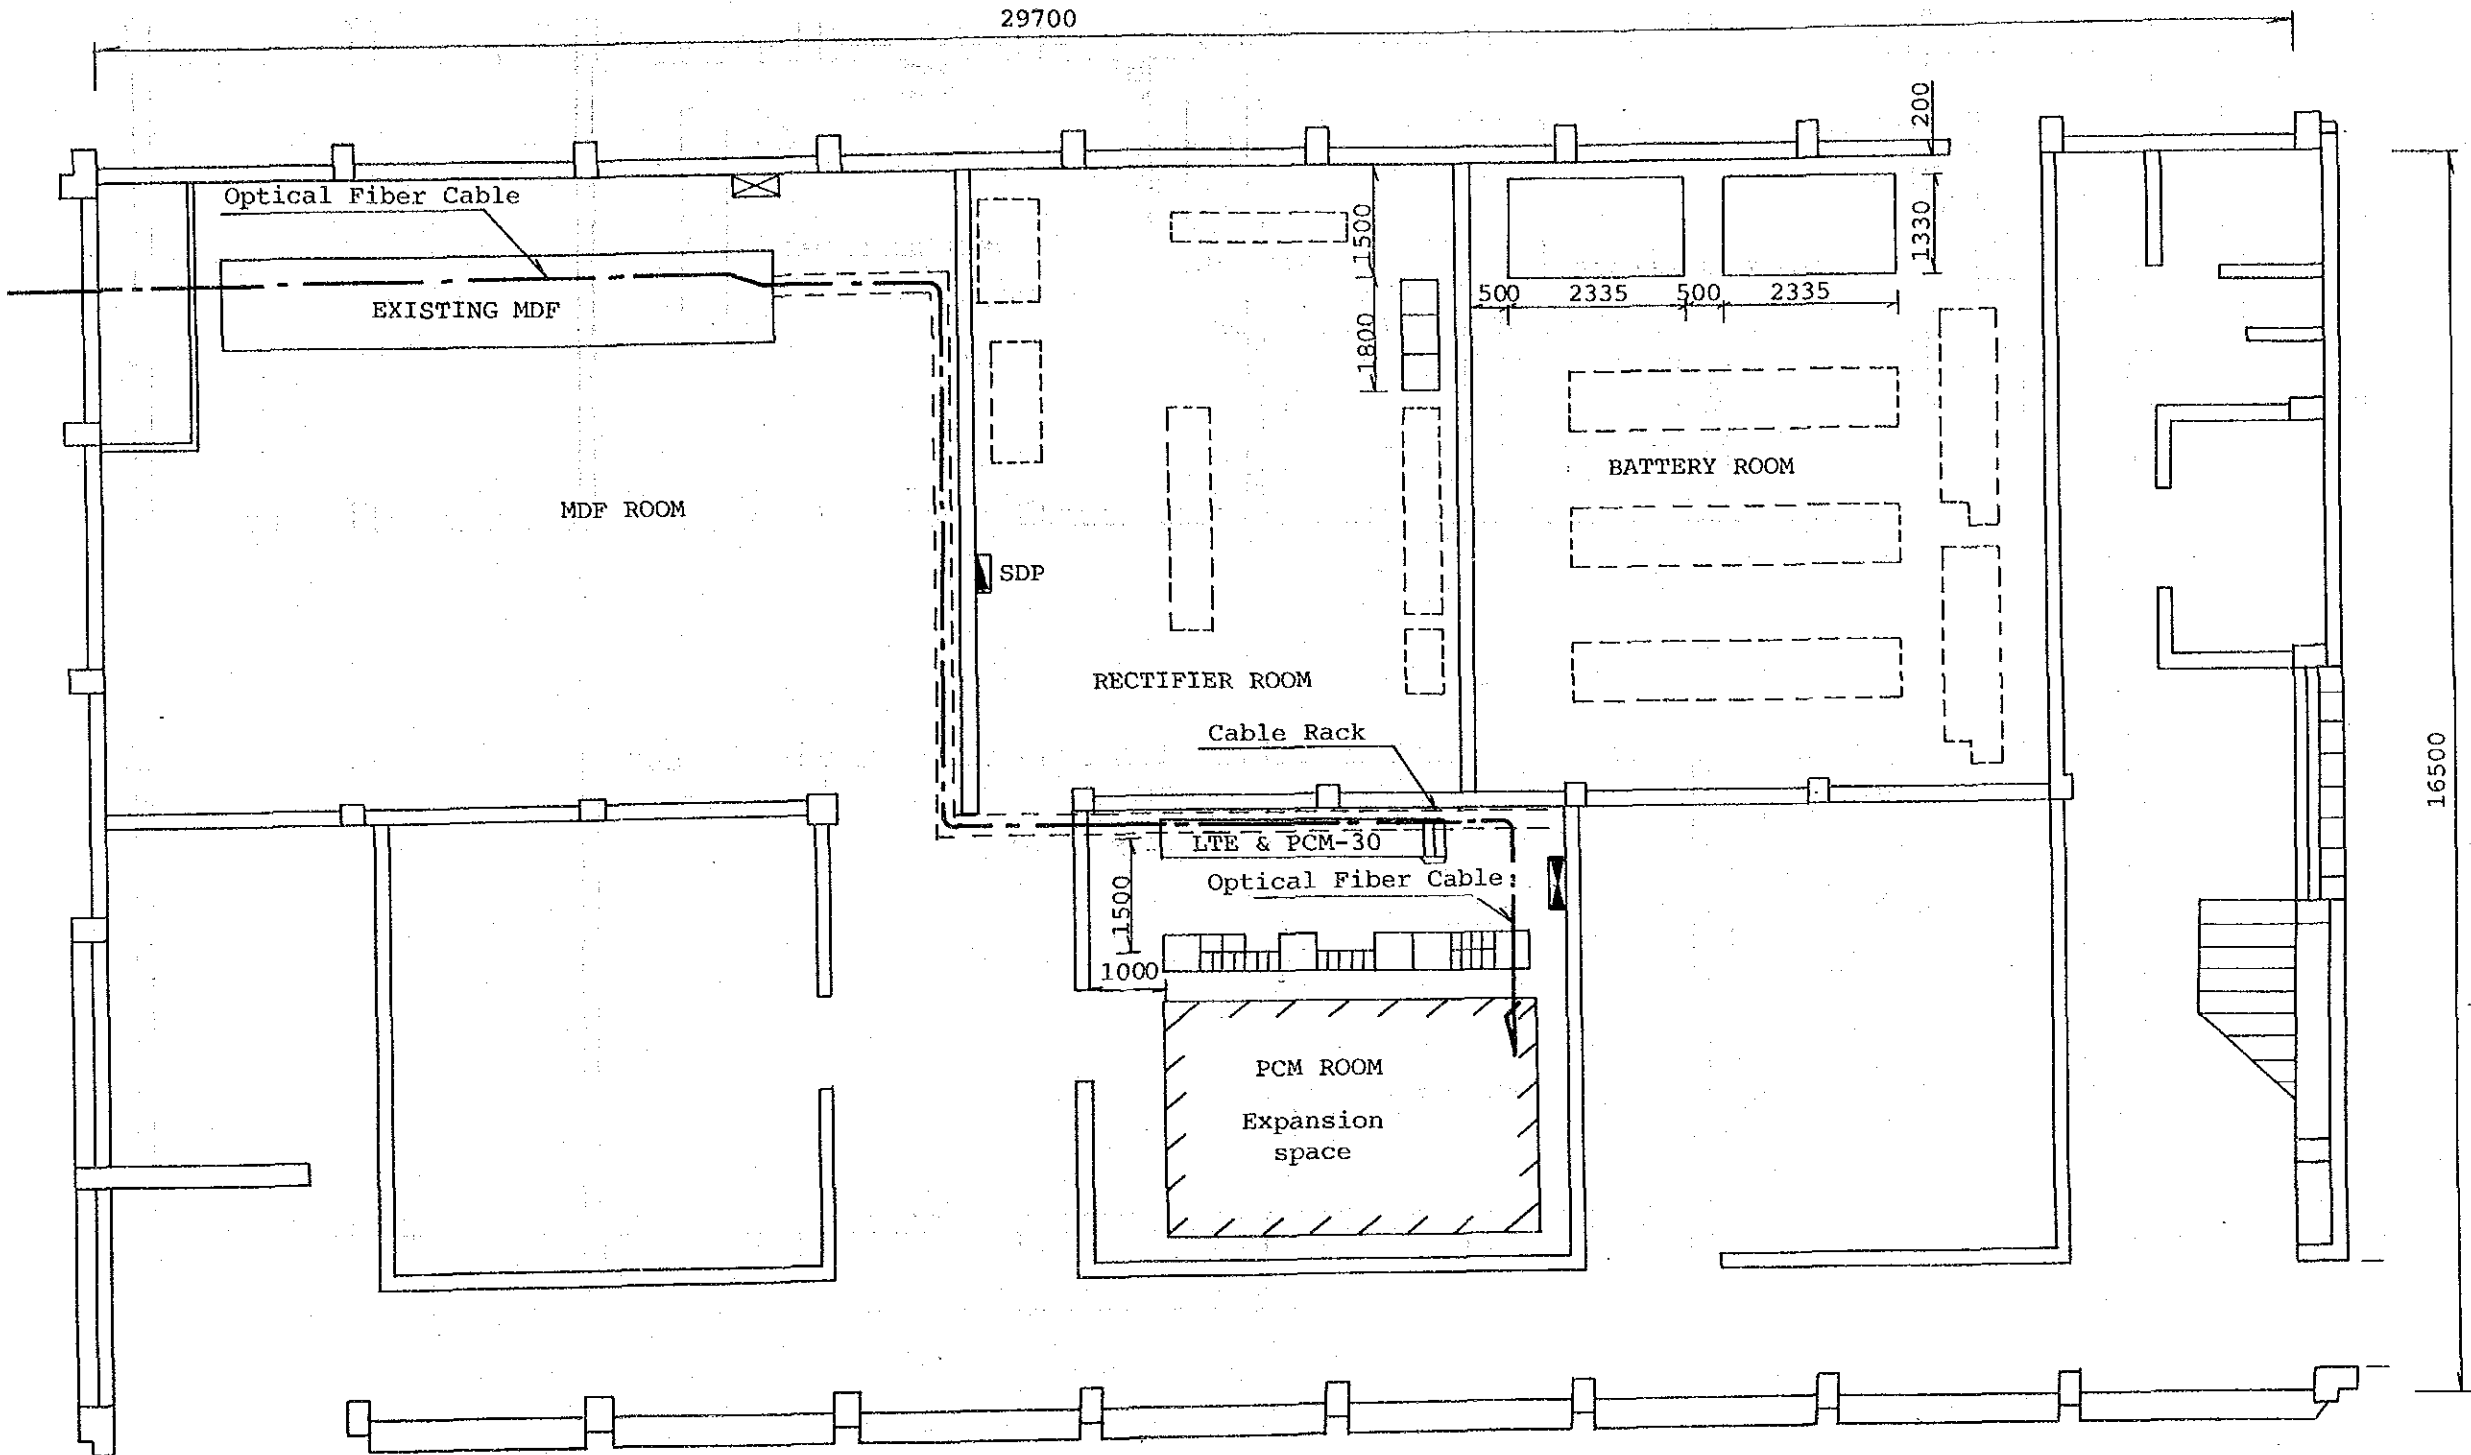 29700
200
Optical Fiber Cable
1500
1330
500
2335
500
2335
EXISTING MDF
1800
BATTERY ROOM
MDF ROOM
SDP
RECTIFIER ROOM
Cable Rack
16500
LTE & PCM-30
1500
Optical Fiber Cable
1000
PCM ROOM
Expansion
space